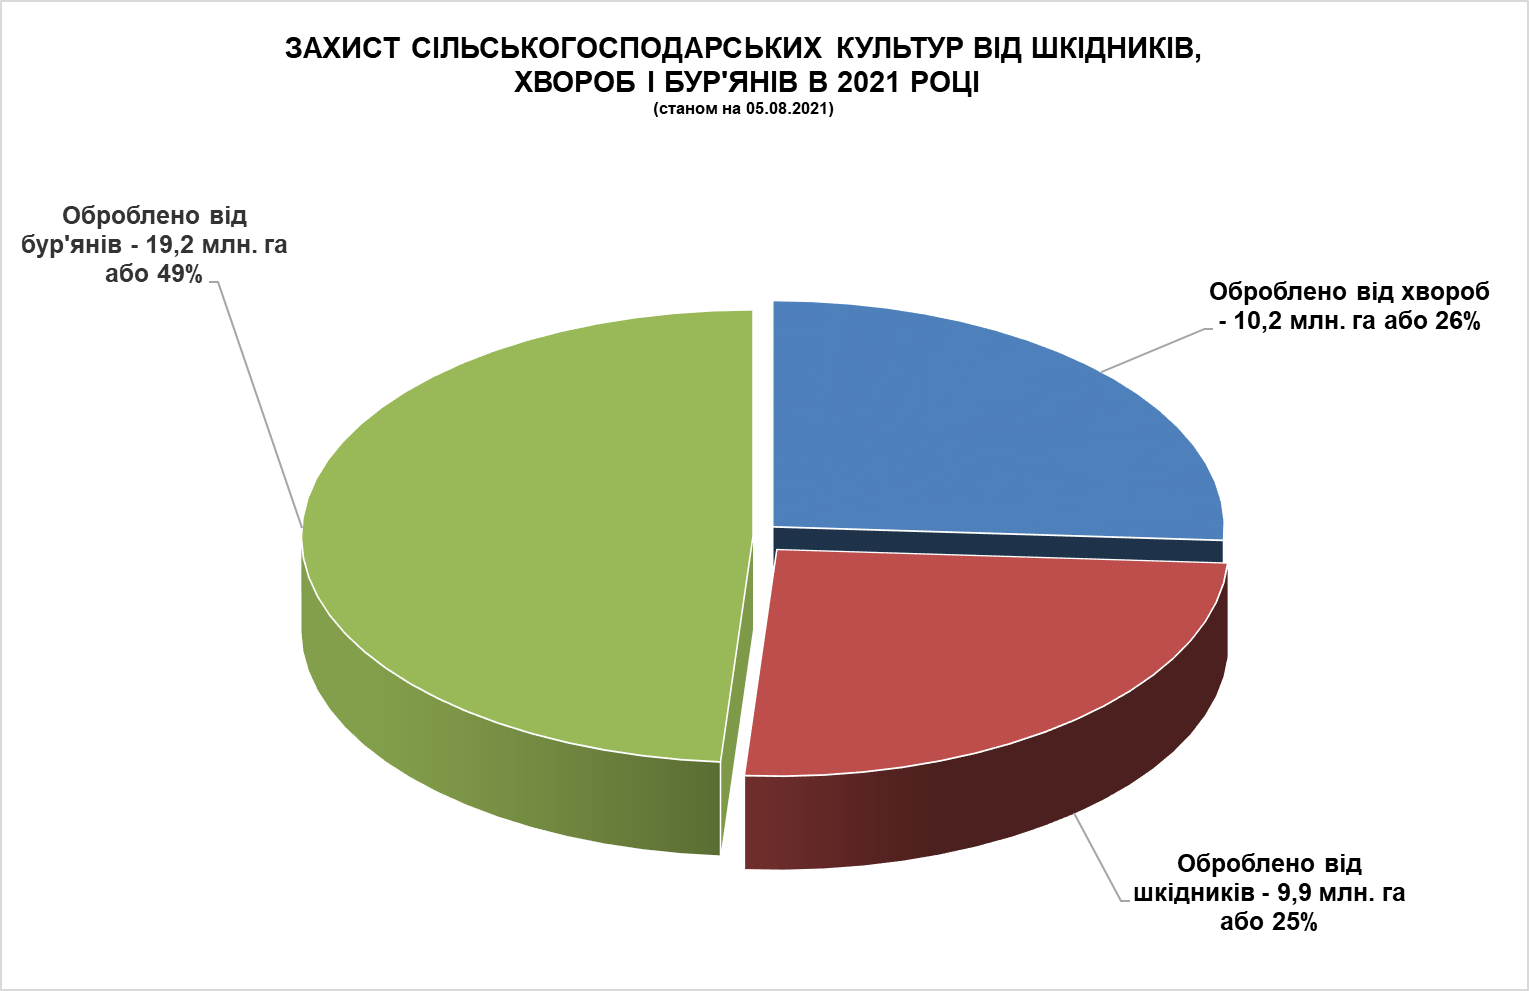 ЗАХИСТ СІЛЬСЬКОГОСПОДАРСЬКИХ КУЛЬТУР ВІД ШКІДНИКІВ,
ХВОРОБ І БУР'ЯНІВ В 2021 РОЦІ
(станом на 05.08.2021)
Оброблено від
бур'янів - 19,2 млн. га
або 49%
Оброблено від хвороб
- 10,2 млн. га або 26%
Оброблено від
шкідників - 9,9 млн. га
або 25%